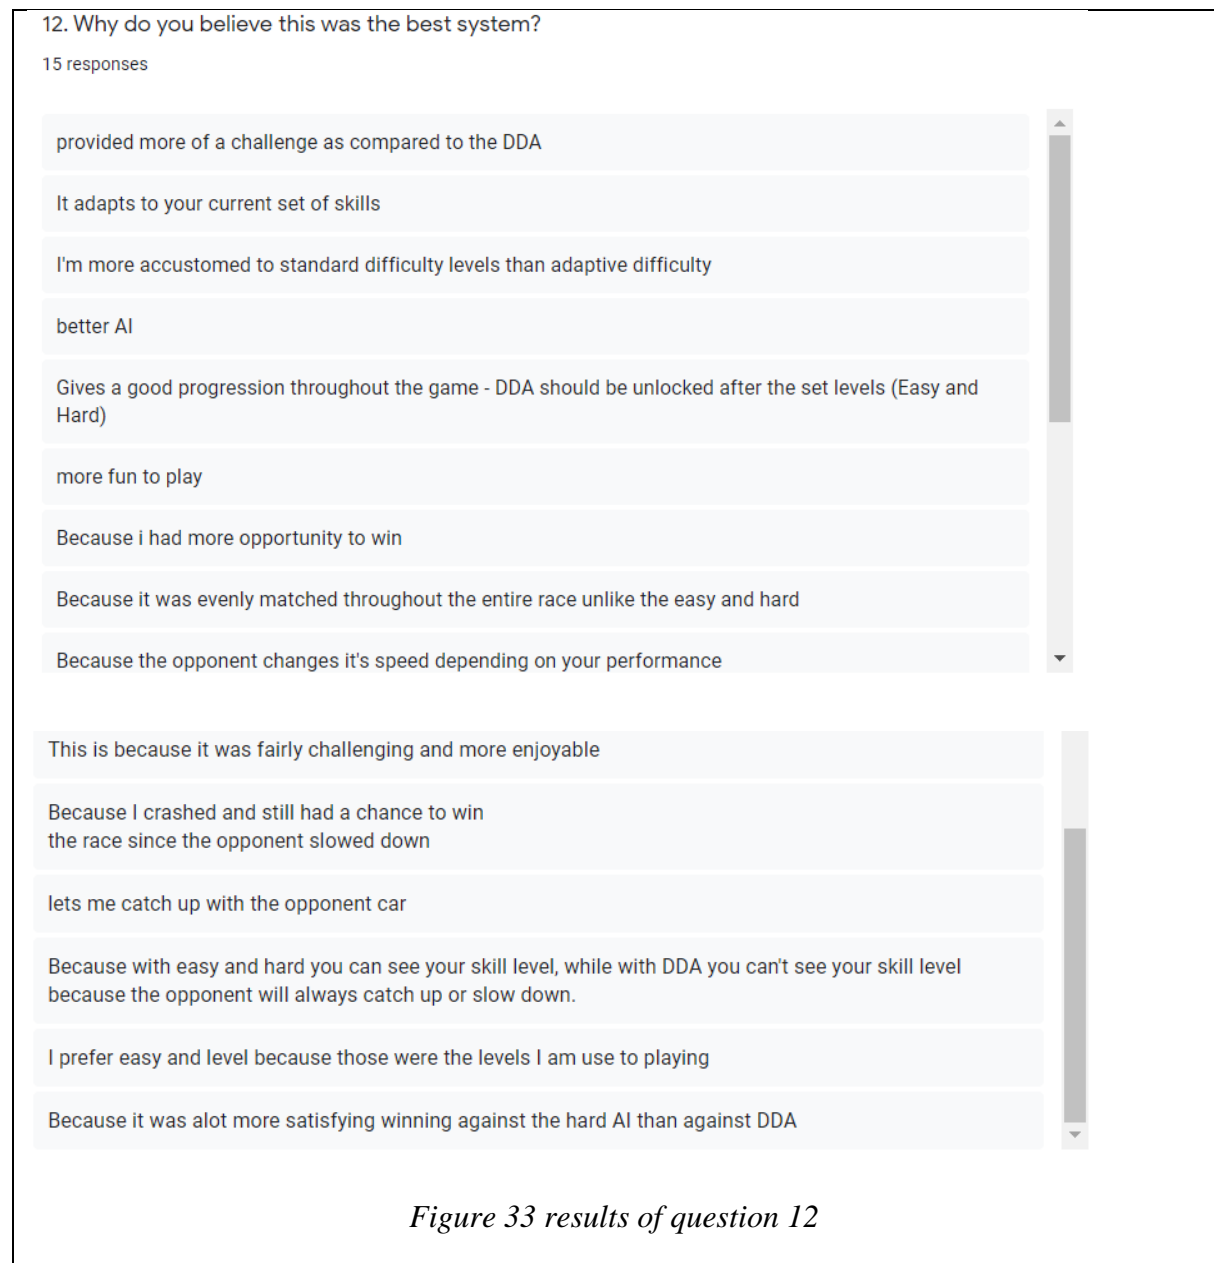 12. Why do you believe this was the best system?
15 responses
provided more of a challenge as compared to the DDA
It adapts to your current set of skills
I'm more accustomed to standard difficulty levels than adaptive difficulty
better AI
Gives a good progression throughout the game - DDA should be unlocked after the set levels (Easy and
Hard)
more fun to play
Because i had more opportunity to win
Because it was evenly matched throughout the entire race unlike the easy and hard
Because the opponent changes it's speed depending on your performance
This is because it was fairly challenging and more enjoyable
Because I crashed and still had a chance to win
the race since the opponent slowed down
lets me catch up with the opponent car
Because with easy and hard you can see your skill level, while with DDA you can't see your skill level
because the opponent will always catch up or slow down.
I prefer easy and level because those were the levels I am use to playing
Because it was alot more satisfying winning against the hard AI than against DDA
Figure 33 results of question 12